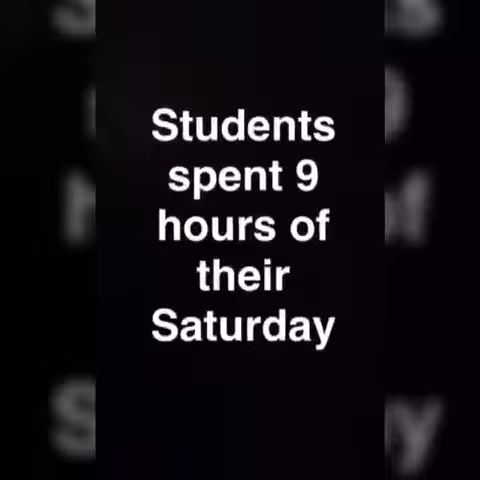 Students
spent 9
hours of
their
Saturday